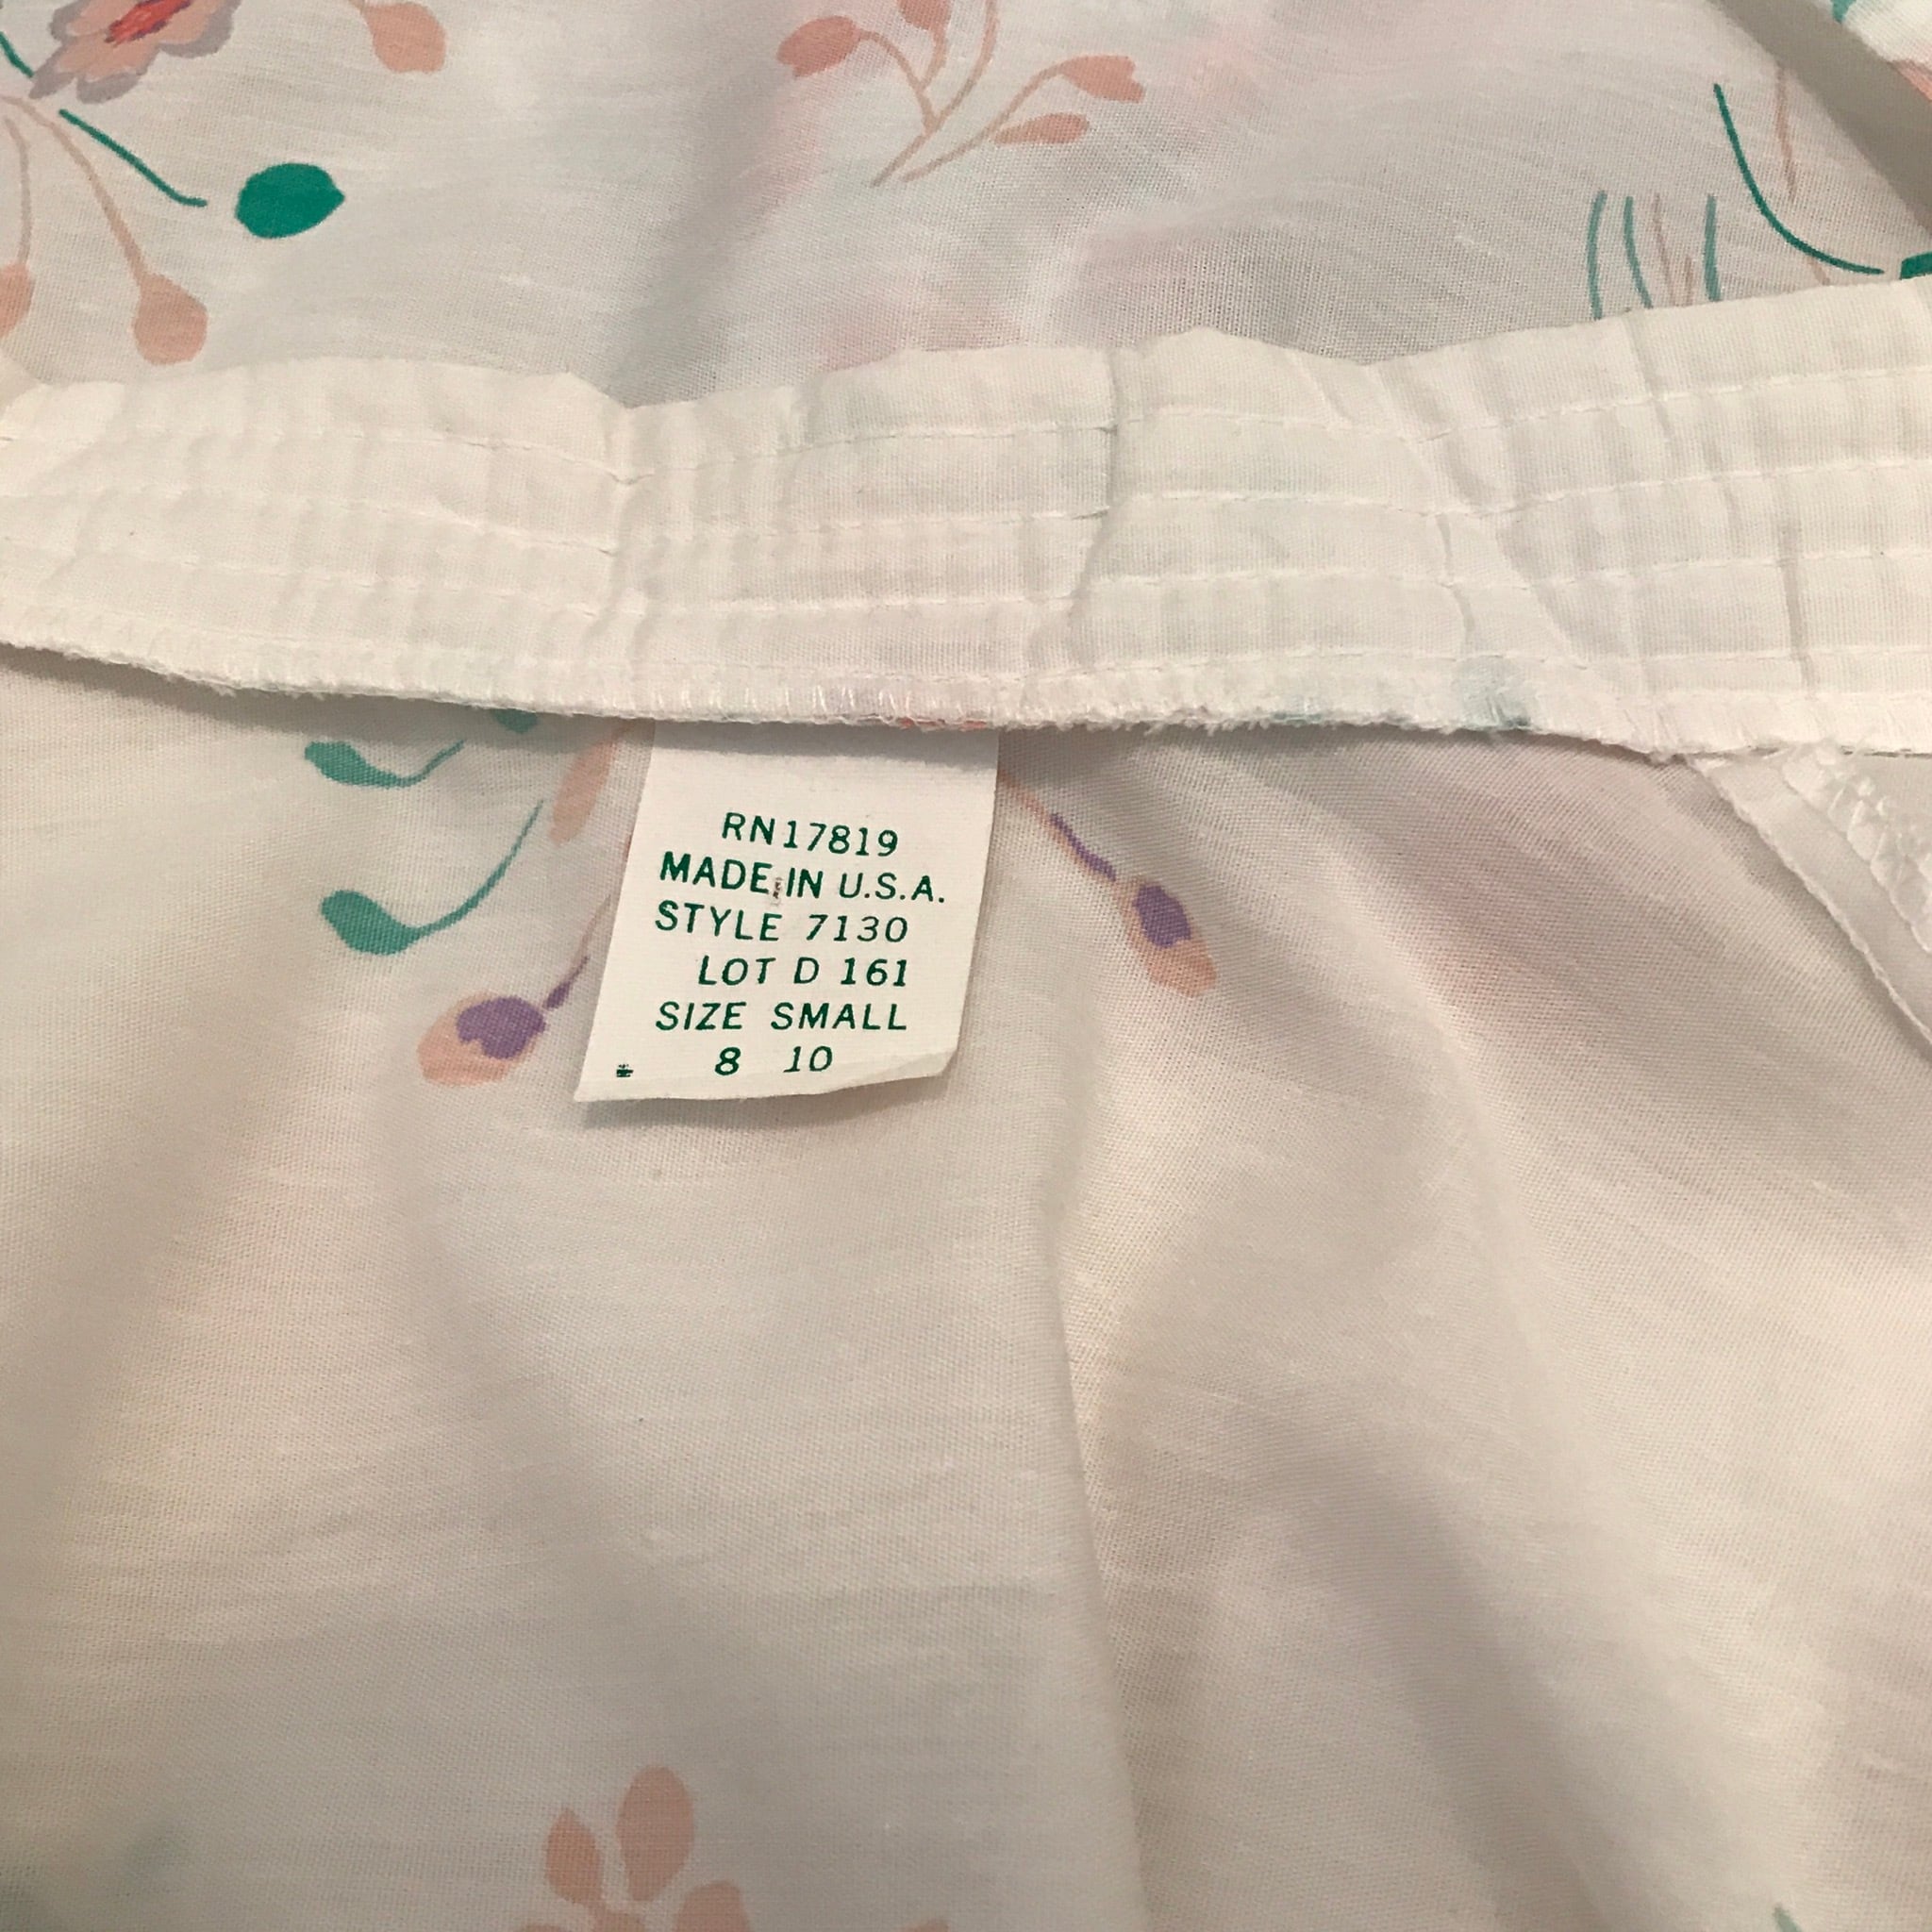 RN17819
MADE IN U.S.A.
STYLE 7130
LOT D 161
SIZE SMALL
8 10